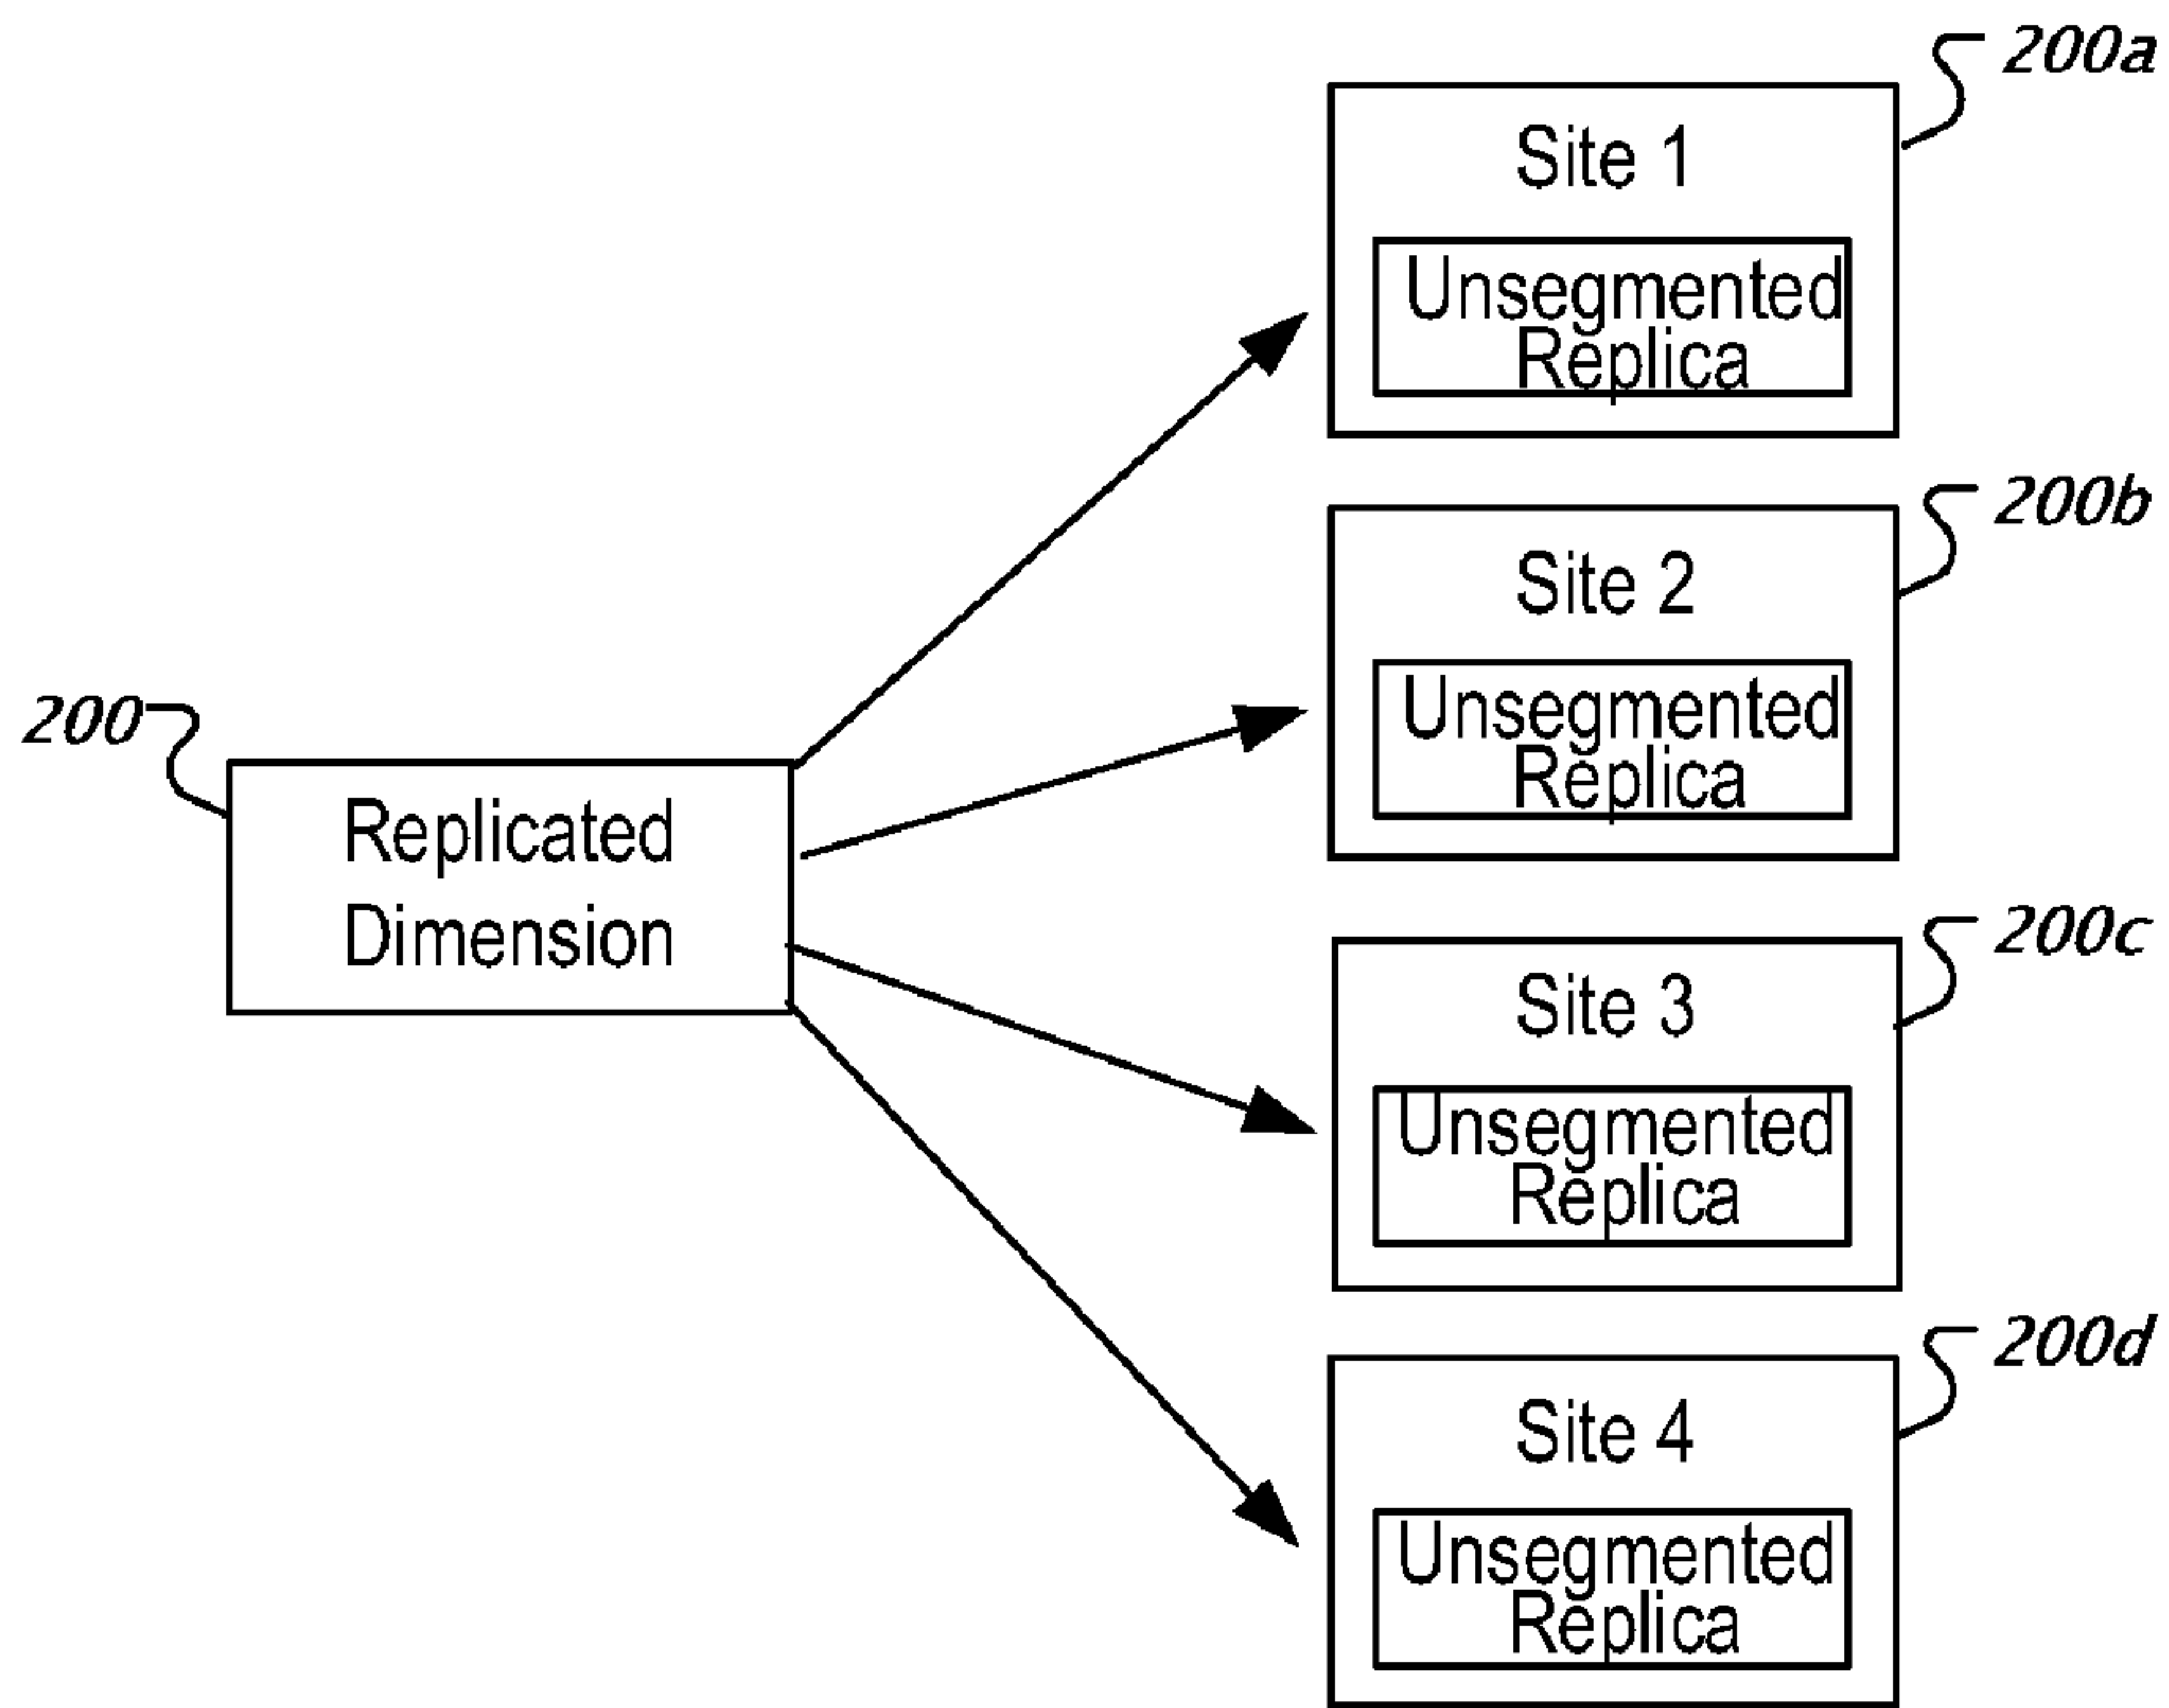 200a
Site 1
Unsegmented
Replica
200b
Site 2
Unsegmented
Replica
200
Replicated
Dimension
200c
Site 3
Unsegmented
Replica
200d
Site 4
Unsegmented
Replica